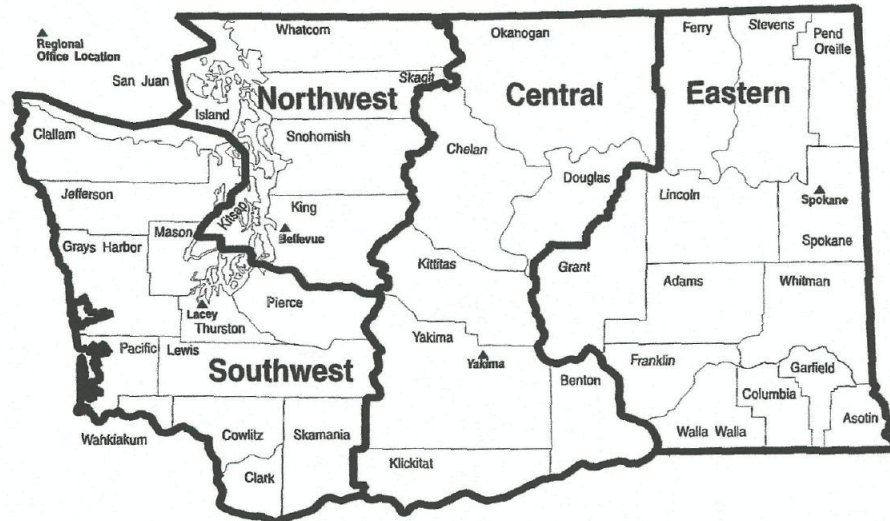 Whatcom
Okanogan
Ferry
Stevens
Pend
Oreille
Regional
Office Location
San Juan
Skagit
Northwest
Central
Eastern
Island
Clallam
Snohomish
Chelan
Douglas
Jefferson
Lincoln
Spokane
King
Kitsap
Mason
Bellevue
Spokane
Grays Harbor
Kittitas
Grant
Adams
Whitman
Pierce
Lacey
Thurston
Yakima
Pacific
Lewis
Yakima
Franklin
Garfield
Southwest
Benton
Columbia
Asotin
Wahkiakum
Cowlitz
Skamania
Walla Walla
Klickitat
Clark